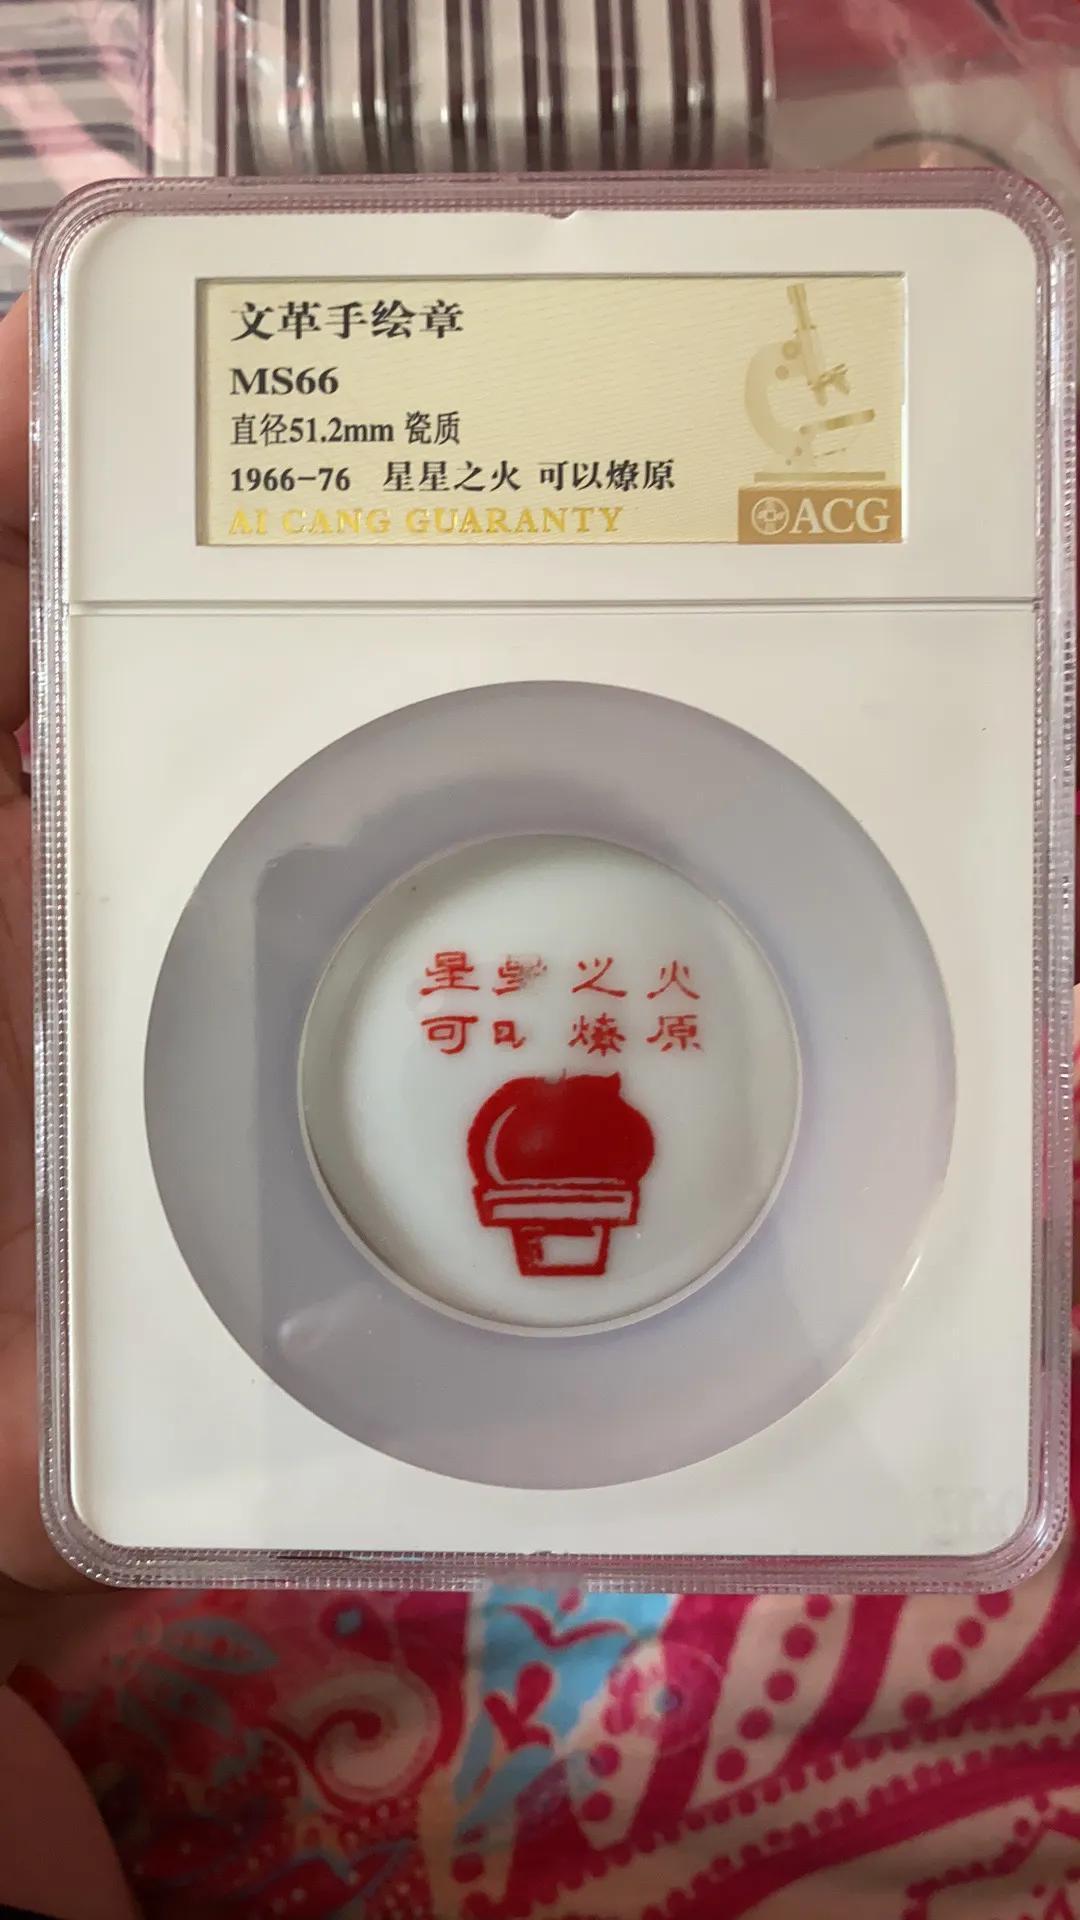 文革手绘章
MS66
直径51.2mm 瓷质
1966-76 星星之火 可以燎原
AI CANG GUARANTY
ACG
星星之火
可以燎原